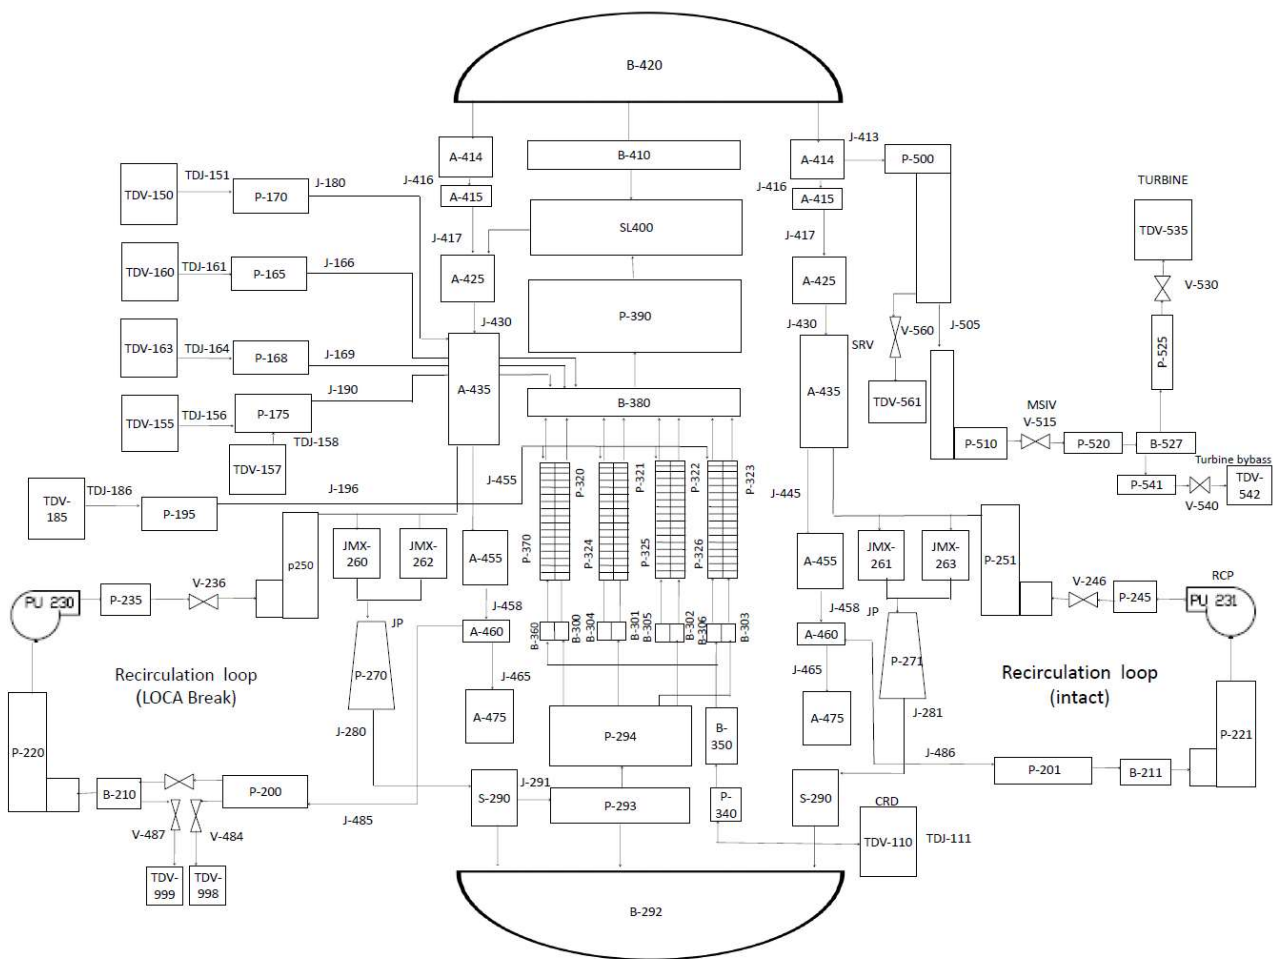 B-420
J-413
A-414
B-410
A-414
P-500
TDJ-151
J-180
J-416
A-415
J-416
A-415
TURBINE
TDV-150
P-170
SL400
TDV-535
J-417
J-417
TDJ-161
J-166
A-425
A-425
TDV-160
P-165
V-530
P-390
J-430
J-430
V-560
J-505
SRV
TDJ-164
J-169
TDV-163
P-168
P-525
J-190
A-435
A-435
B-380
TDV-561
TDJ-156
P-175
MSIV
TDV-155
TDJ-158
V-515
P-510
P-520
B-527
TDV-157
Turbine bybass
P-320
P-321
P-322
P-323
TDJ-186
J-196
J-455
J-445
P-541
TDV-
542
TDV-
185
P-195
V-540
p250
JMX-
260
JMX-
262
P-370
P-324
P-325
P-326
A-455
A-455
JMX-
261
JMX-
263
P-251
V-236
V-246
RCP
PU 230
P-235
P-245
PU 231
J-458
J-458
JP
JP
A-460
A-460
B-360
B-300
B-304
B-301
B-305
B-302
B-306
B-303
Recirculation loop
(LOCA Break)
P-270
J-465
J-465
P-271
Recirculation loop
(intact)
A-475
A-475
J-280
J-281
P-294
B-
350
P-220
P-221
J-486
P-201
B-211
J-291
B-210
P-200
S-290
P-293
P-
340
S-290
CRD
J-485
V-487
V-484
TDV-110
TDJ-111
TDV-
999
TDV-
998
B-292